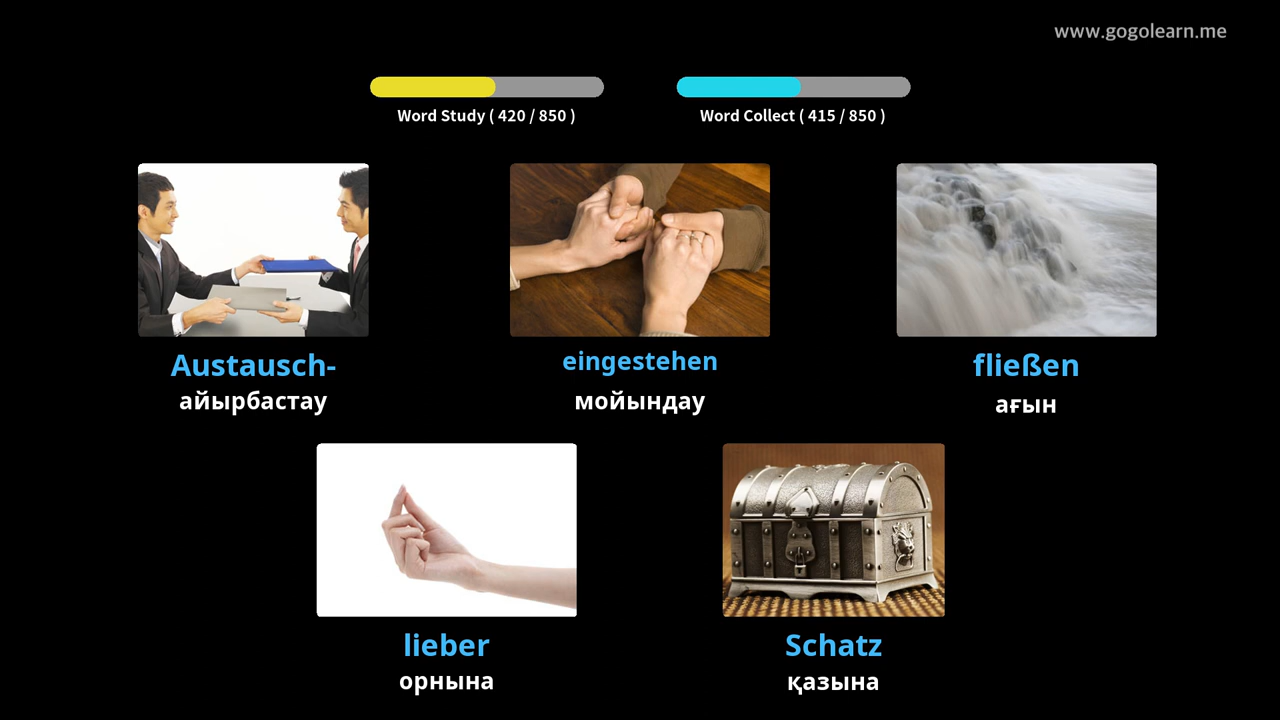 www.gogolearn.me
Word Study ( 420 / 850 )
Word Collect ( 415 / 850 )
Austausch-
айырбастау
eingestehen
мойындау
fließen
ағын
lieber
орнына
Schatz
қазына